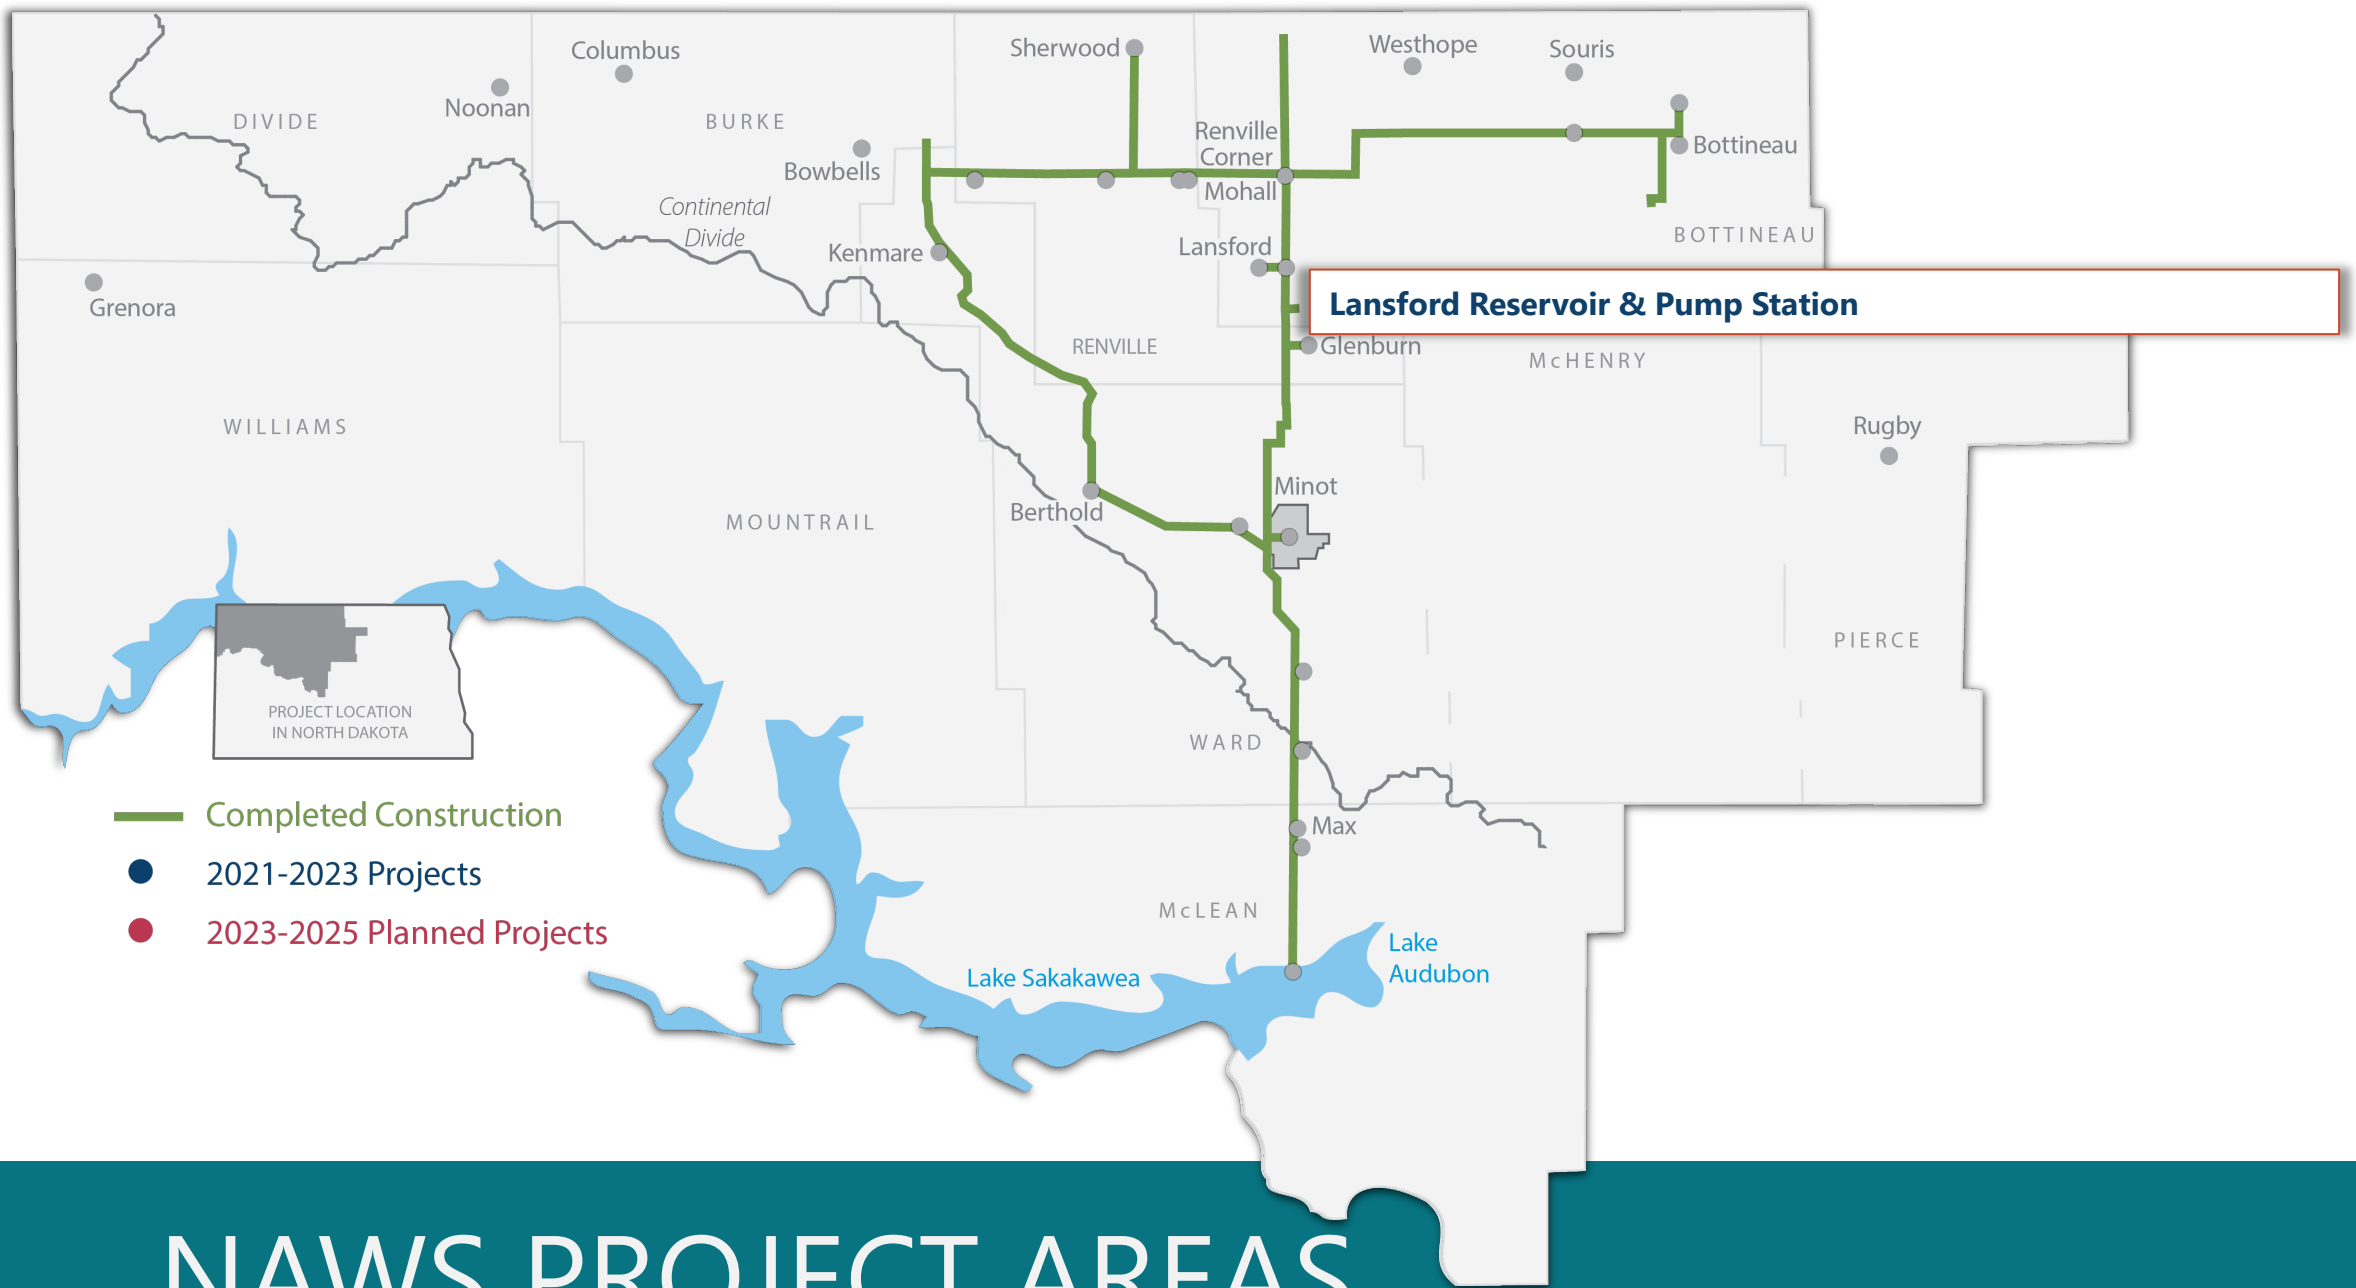 Columbus
Sherwood
Westhope
Souris
Noonan
DIVIDE
BURKE
Renville
Corner
Bottineau
Bowbells
Mohall
Continental
Divide
BOTTINEAU
Lansford
Kenmare
Grenora
Lansford Reservoir & Pump Station
RENVILLE
Glenburn
McHENRY
WILLIAMS
Rugby
Minot
Berthold
MOUNTRAIL
PIERCE
PROJECT LOCATION
IN NORTH DAKOTA
WARD
Completed Construction
Max
2021-2023 Projects
McLEAN
2023-2025 Planned Projects
Lake
Audubon
Lake Sakakawea
NAWS PROJECT AREAS